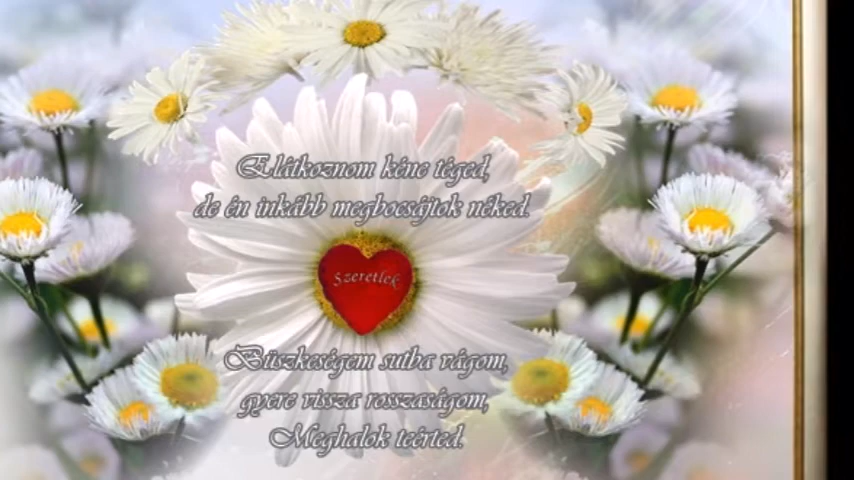 Elátkoznom kéne téged,
de én inkább megbocsájtok néked.
Szeretlek
Büszkeségem sutba vágom,
gyere vissza rosszaságom,
Meghalok teérted.